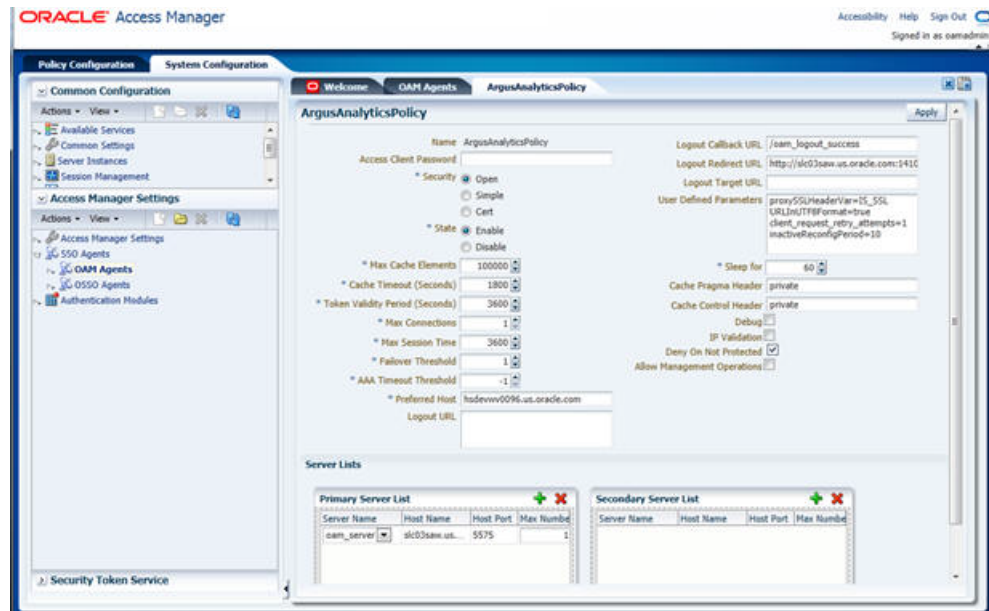 ORACLE Access Manager
Accessibility Help Sign Out
Signed in as oamadmin
Policy Configuration System Configuration
Common Configuration
Actions View
Available Services
Common Settings
Server Instances
Session Management
Access Manager Settings
Actions View
Access Manager Settings
SSO Agents
OAM Agents
OSSO Agents
Authentication Modules
Security Token Service
Welcome OAM Agents ArgusAnalyticsPolicy
ArgusAnalyticsPolicy Apply
Name ArgusAnalyticsPolicy
Access Client Password
* Security Open
Simple
Cert
* State Enable
Disable
* Max Cache Elements 100000
* Cache Timeout (Seconds) 1800
* Token Validity Period (Seconds) 3600
* Max Connections 1
* Max Session Time 3600
* Failover Threshold 1
* AAA Timeout Threshold -1
* Preferred Host hsdevwv0096.us.oracle.com
Logout URL
Logout Callback URL /oam_logout_success
Logout Redirect URL http://slc03saw.us.oracle.com:1410
Logout Target URL
User Defined Parameters proxySSLHeaderVar=IS_SSL
URLInUTF8Format=true
client_request_retry_attempts=1
inactiveReconfigPeriod=10
* Sleep for 60
Cache Pragma Header private
Cache Control Header private
Debug
IP Validation
Deny On Not Protected
Allow Management Operations
Server Lists
Primary Server List
Server Name Host Name Host Port Max Numbe
oam_server slc03saw.us... 5575 1
Secondary Server List
Server Name Host Name Host Port Max Numbe